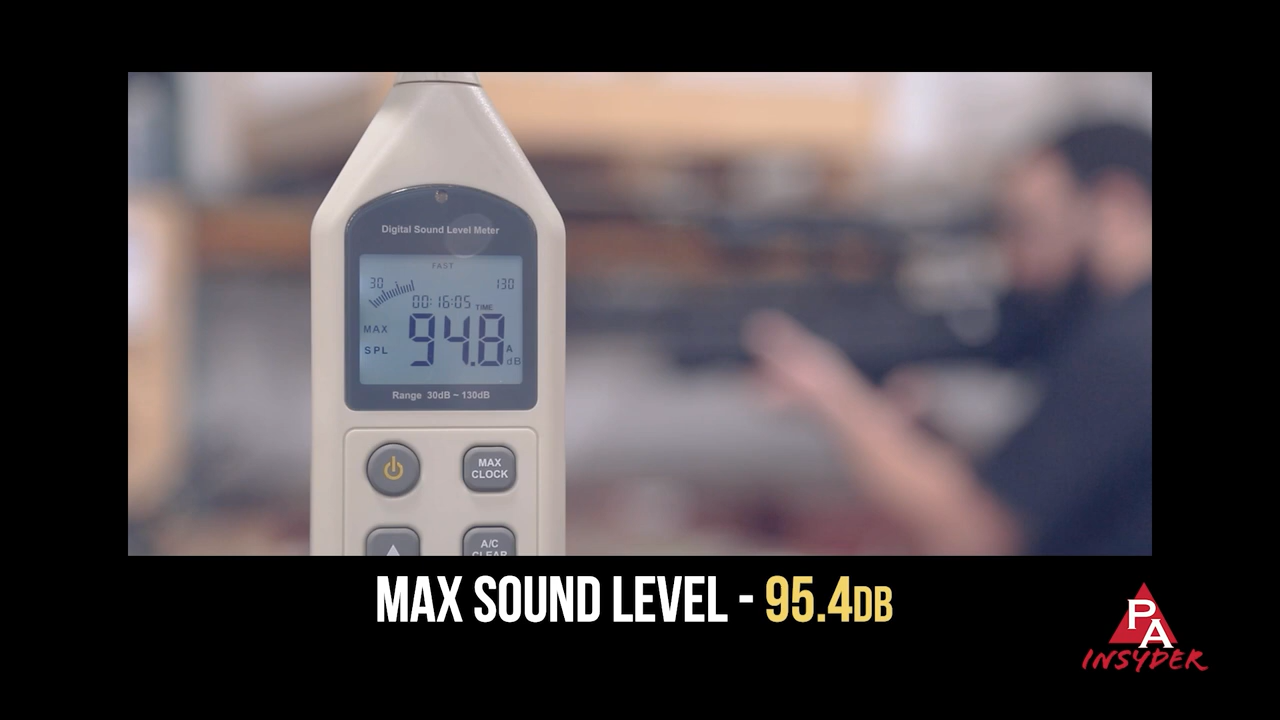 Digital Sound Level Meter
FAST
30 130
00:16:05 TIME
MAX
94.8
SPL
A
dB
Range 30dB ~ 130dB
MAX
CLOCK
A/C
CLEAR
MAX SOUND LEVEL - 95.4DB
PA
INSYDER